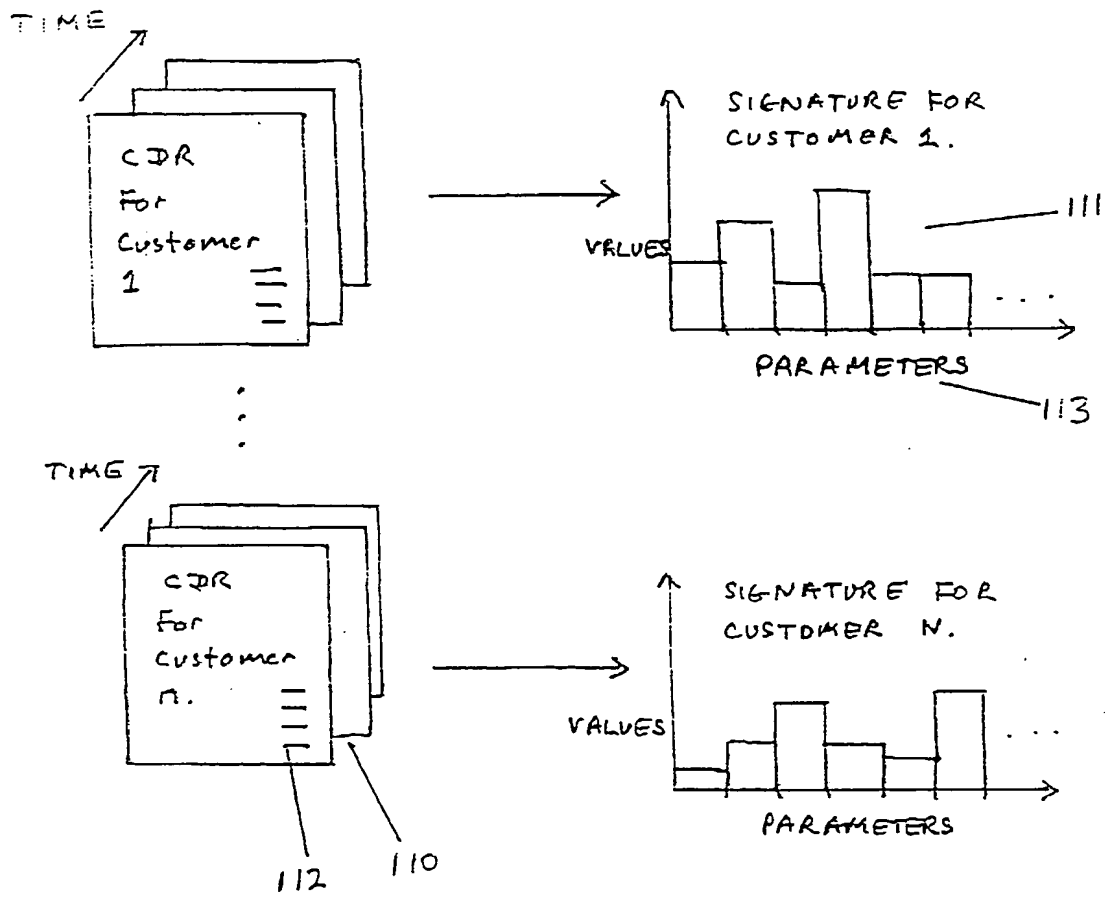 TIME
CDR
For
Customer
1
SIGNATURE FOR
CUSTOMER 1.
VALUES
111
. . .
PARAMETERS
113
TIME
CDR
For
Customer
n.
SIGNATURE FOR
CUSTOMER N.
VALUES
. . .
PARAMETERS
112
110